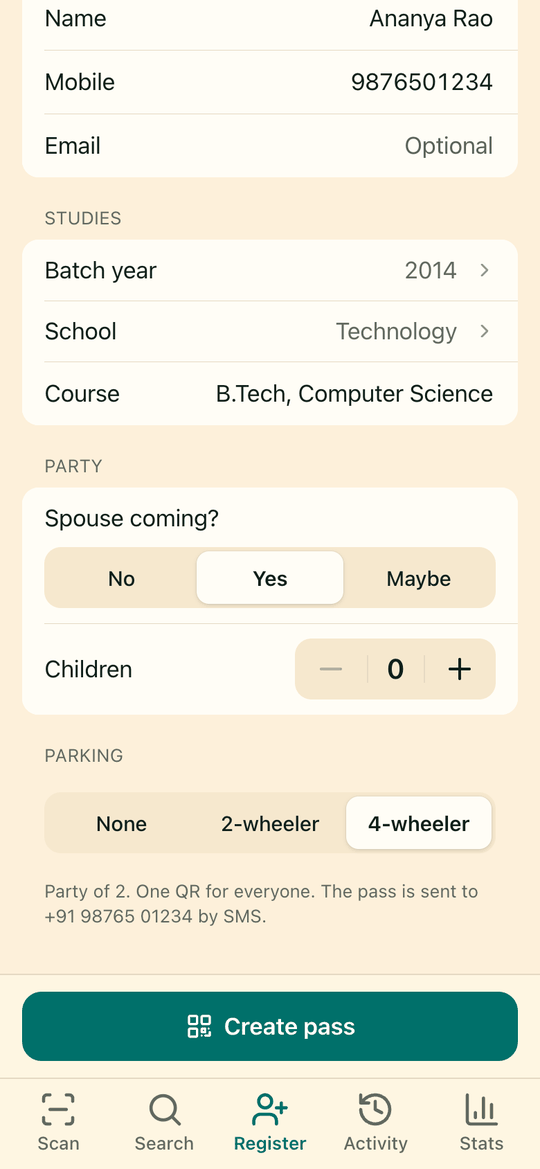 Name Ananya Rao
Mobile 9876501234
Email Optional
STUDIES
Batch year 2014
School Technology
Course B.Tech, Computer Science
PARTY
Spouse coming?
No Yes Maybe
Children 0
PARKING
None 2-wheeler 4-wheeler
Party of 2. One QR for everyone. The pass is sent to
+91 98765 01234 by SMS.
Create pass
Scan Search Register Activity Stats